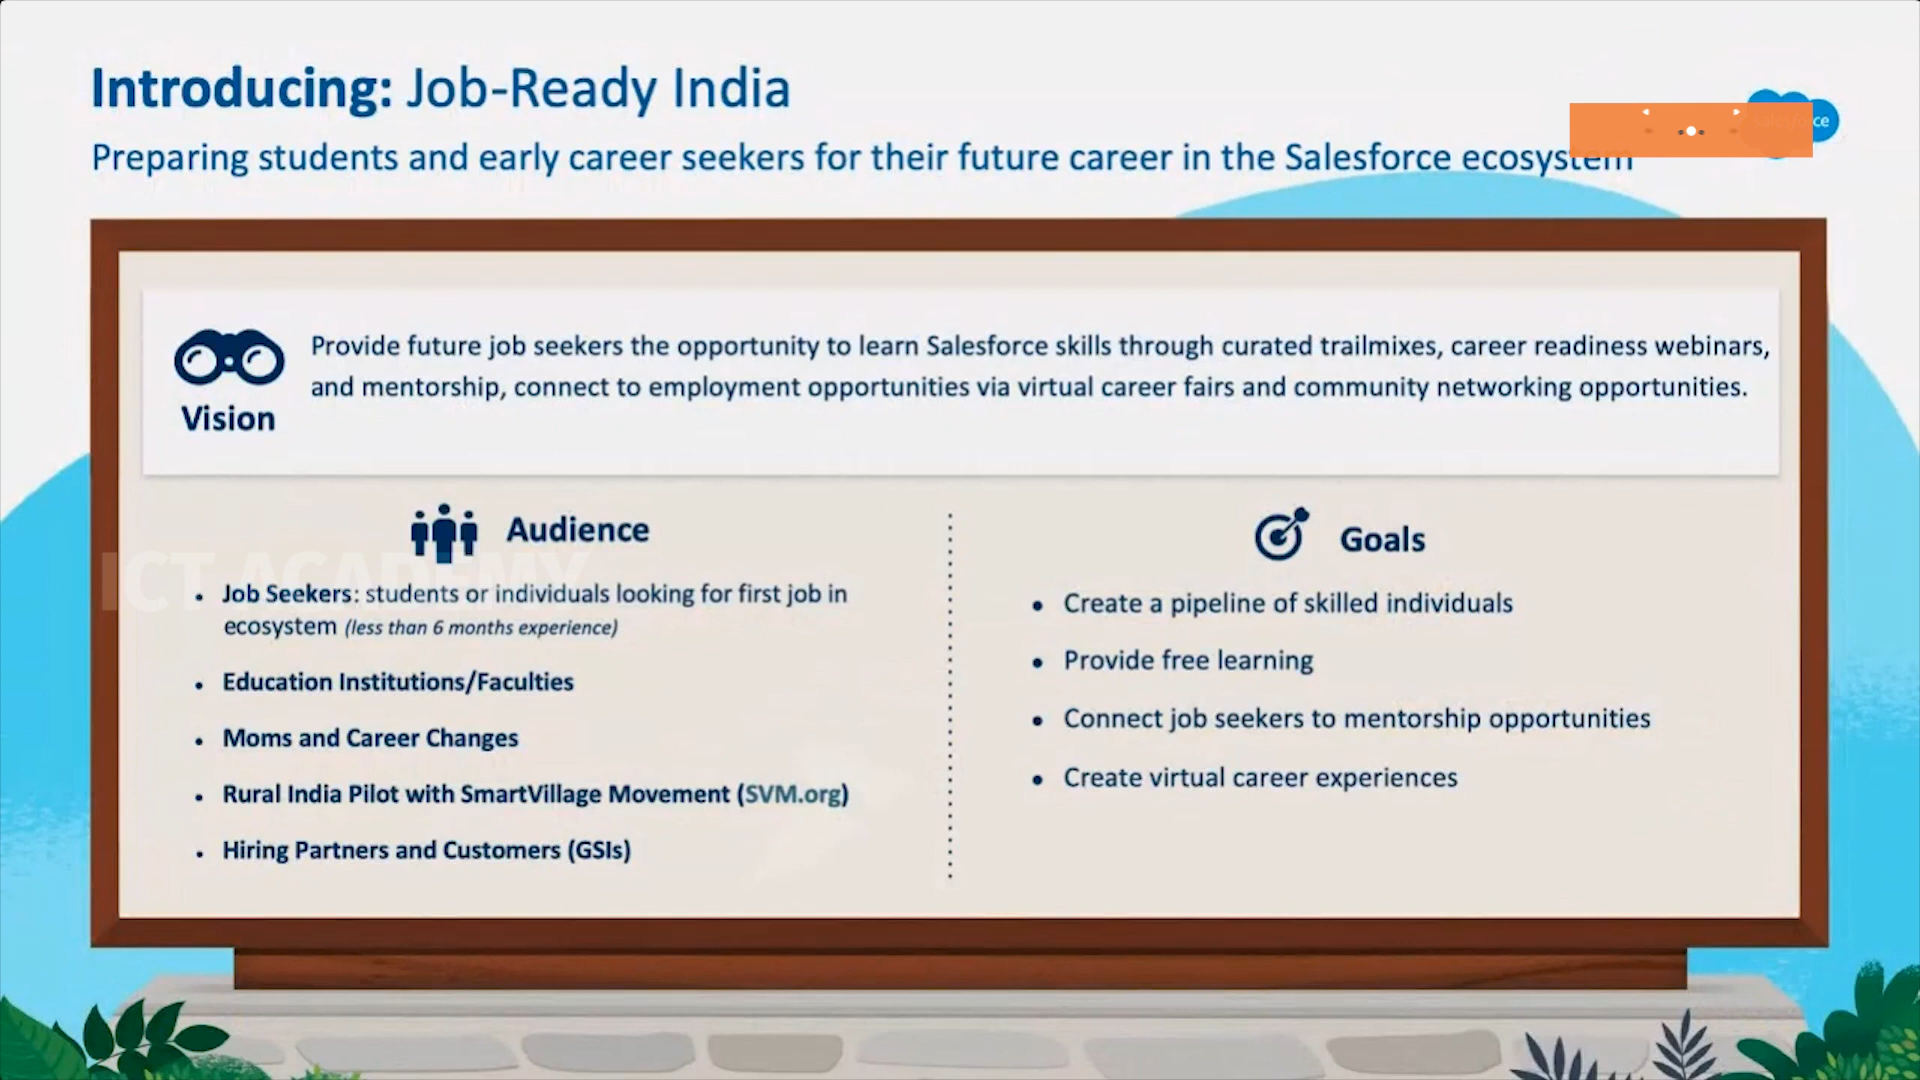 Introducing: Job-Ready India
Preparing students and early career seekers for their future career in the Salesforce ecosystem
ce
Provide future job seekers the opportunity to learn Salesforce skills through curated trailmixes, career readiness webinars,
and mentorship, connect to employment opportunities via virtual career fairs and community networking opportunities.
Vision
Audience
ICT ACADEMY
• Job Seekers: students or individuals looking for first job in
ecosystem (less than 6 months experience)
• Education Institutions/Faculties
• Moms and Career Changes
• Rural India Pilot with SmartVillage Movement (SVM.org)
• Hiring Partners and Customers (GSIs)
Goals
• Create a pipeline of skilled individuals
• Provide free learning
• Connect job seekers to mentorship opportunities
• Create virtual career experiences